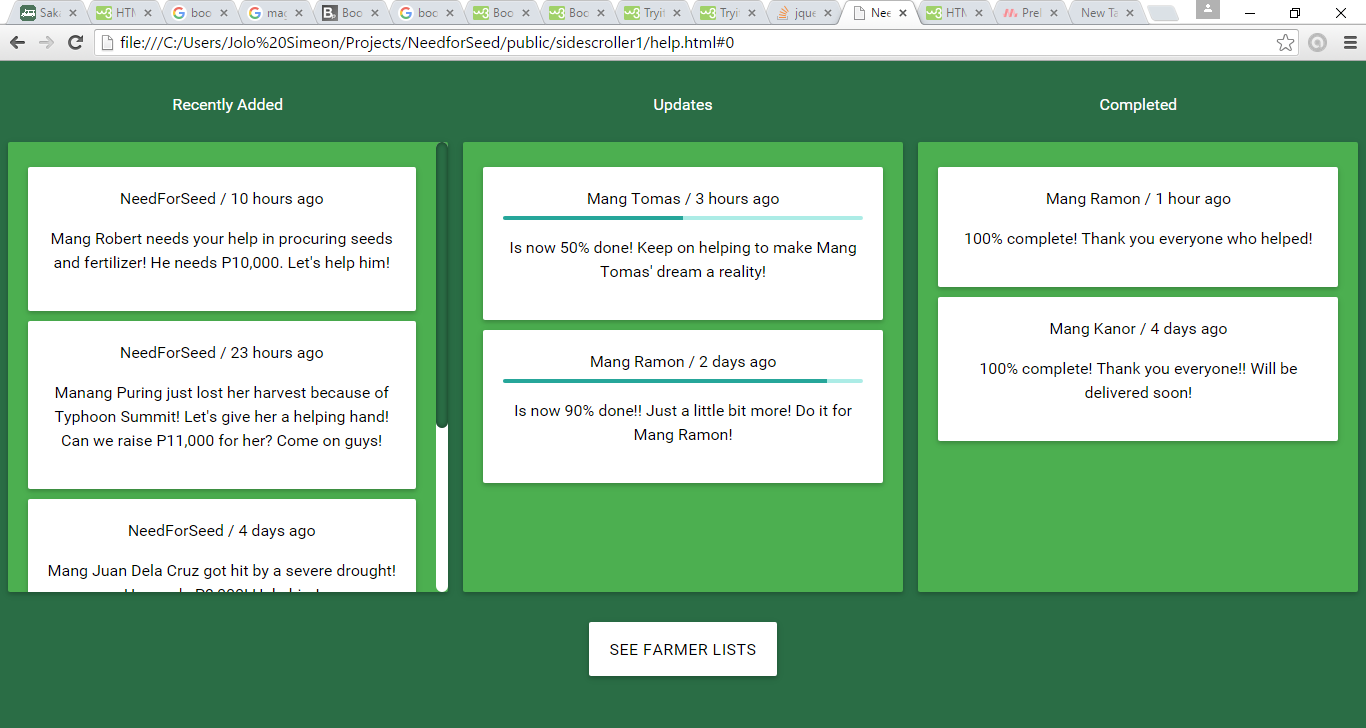 Saka
HTM
boo
mag
Boo
boo
Boo
Boo
Tryi
Tryi
jque
Nee
HTM
Prel
New Ta
file:///C:/Users/Jolo%20Simeon/Projects/NeedforSeed/public/sidescroller1/help.html#0
Recently Added
NeedForSeed / 10 hours ago
Mang Robert needs your help in procuring seeds
and fertilizer! He needs P10,000. Let's help him!
NeedForSeed / 23 hours ago
Manang Puring just lost her harvest because of
Typhoon Summit! Let's give her a helping hand!
Can we raise P11,000 for her? Come on guys!
NeedForSeed / 4 days ago
Mang Juan Dela Cruz got hit by a severe drought!
Updates
Mang Tomas / 3 hours ago
Is now 50% done! Keep on helping to make Mang
Tomas' dream a reality!
Mang Ramon / 2 days ago
Is now 90% done!! Just a little bit more! Do it for
Mang Ramon!
Completed
Mang Ramon / 1 hour ago
100% complete! Thank you everyone who helped!
Mang Kanor / 4 days ago
100% complete! Thank you everyone!! Will be
delivered soon!
SEE FARMER LISTS